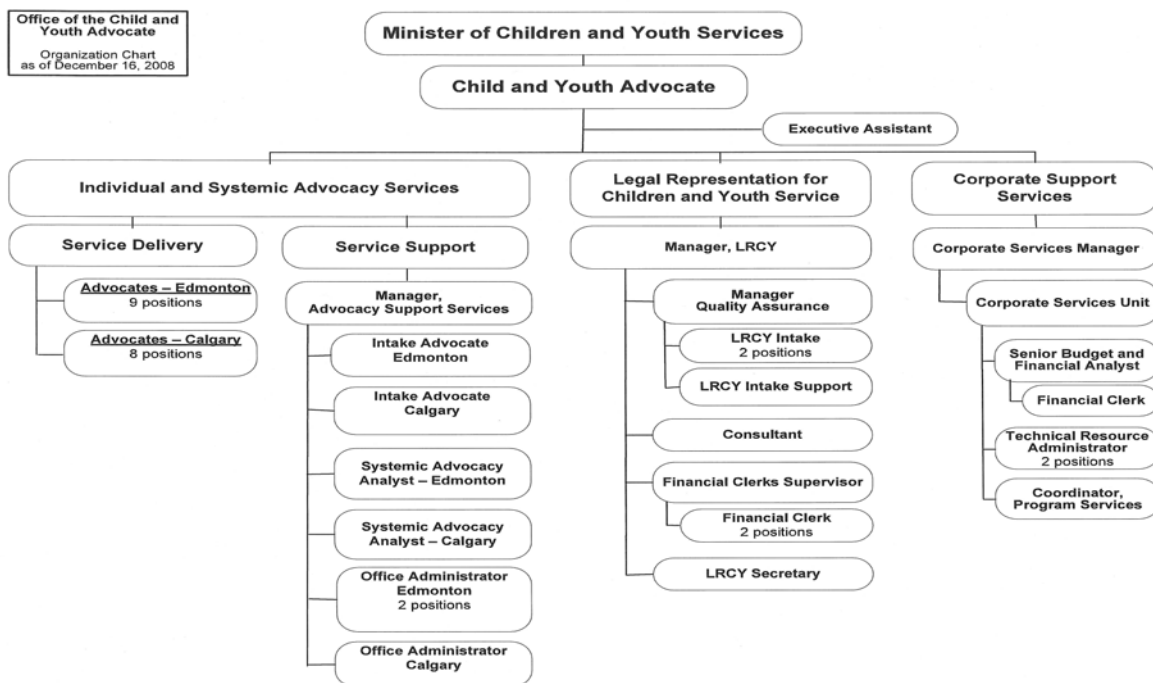 Office of the Child and
Youth Advocate
Organization Chart
as of December 16, 2008
Minister of Children and Youth Services
Child and Youth Advocate
Executive Assistant
Individual and Systemic Advocacy Services
Service Delivery
Advocates – Edmonton
9 positions
Advocates – Calgary
8 positions
Service Support
Manager,
Advocacy Support Services
Intake Advocate
Edmonton
Intake Advocate
Calgary
Systemic Advocacy
Analyst – Edmonton
Systemic Advocacy
Analyst – Calgary
Office Administrator
Edmonton
2 positions
Office Administrator
Calgary
Legal Representation for
Children and Youth Service
Manager, LRCY
Manager
Quality Assurance
LRCY Intake
2 positions
LRCY Intake Support
Consultant
Financial Clerks Supervisor
Financial Clerk
2 positions
LRCY Secretary
Corporate Support
Services
Corporate Services Manager
Corporate Services Unit
Senior Budget and
Financial Analyst
Financial Clerk
Technical Resource
Administrator
2 positions
Coordinator,
Program Services